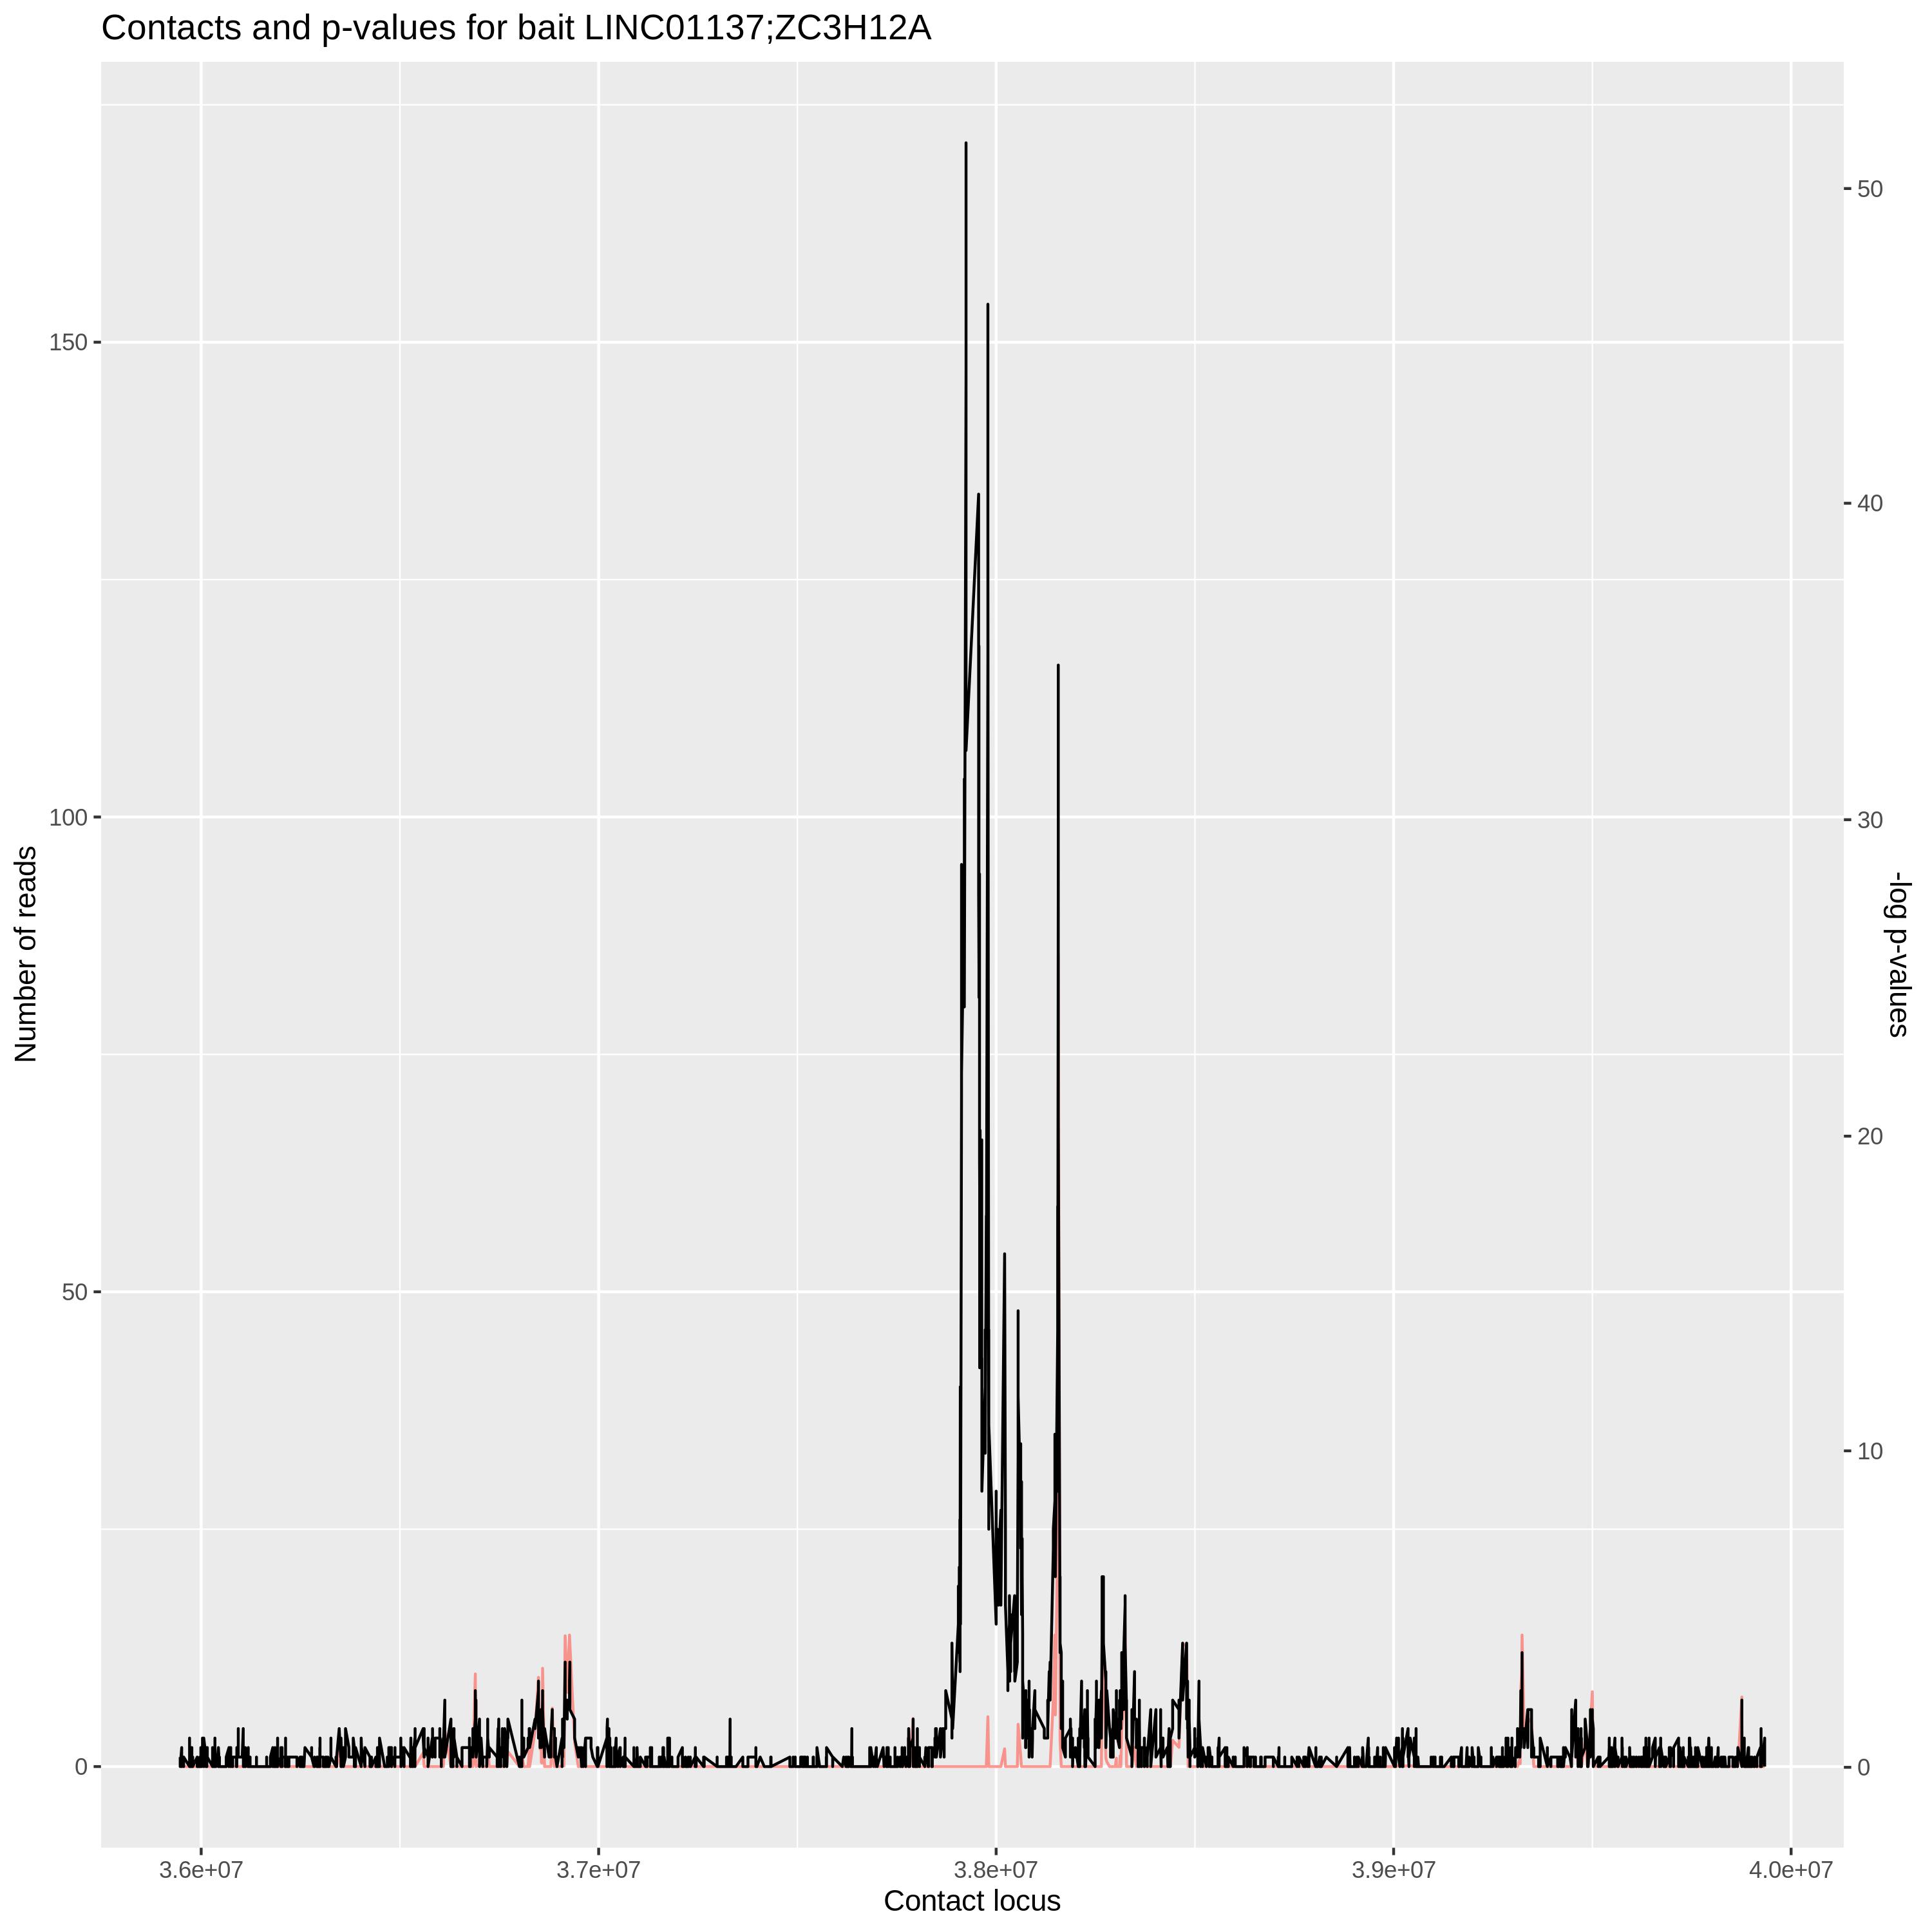 Contacts and p-values for bait LINC01137;ZC3H12A
Number of reads
150
100
50
0
50
40
30
20
10
0
-log p-values
3.6e+07
3.7e+07
3.8e+07
3.9e+07
4.0e+07
Contact locus